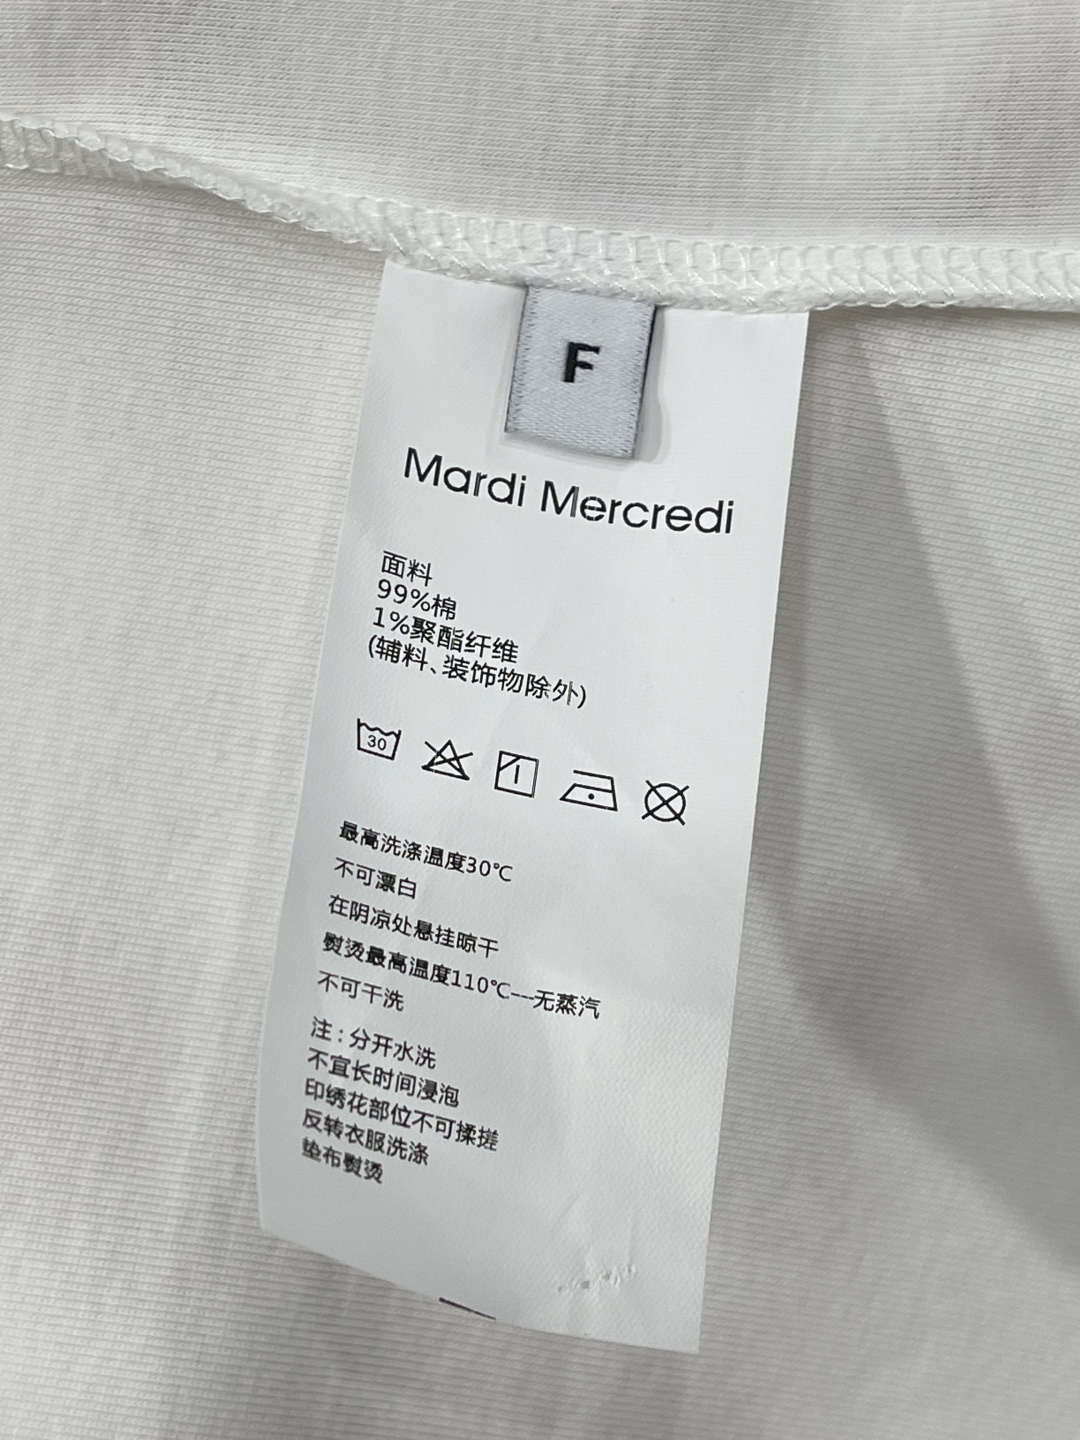 F
Mardi Mercredi
面料
99%棉
1%聚酯纤维
(辅料、装饰物除外)
30
最高洗涤温度30℃
不可漂白
在阴凉处悬挂晾干
熨烫最高温度110℃---无蒸汽
不可干洗
注:分开水洗
不宜长时间浸泡
印绣花部位不可揉搓
反转衣服洗涤
垫布熨烫